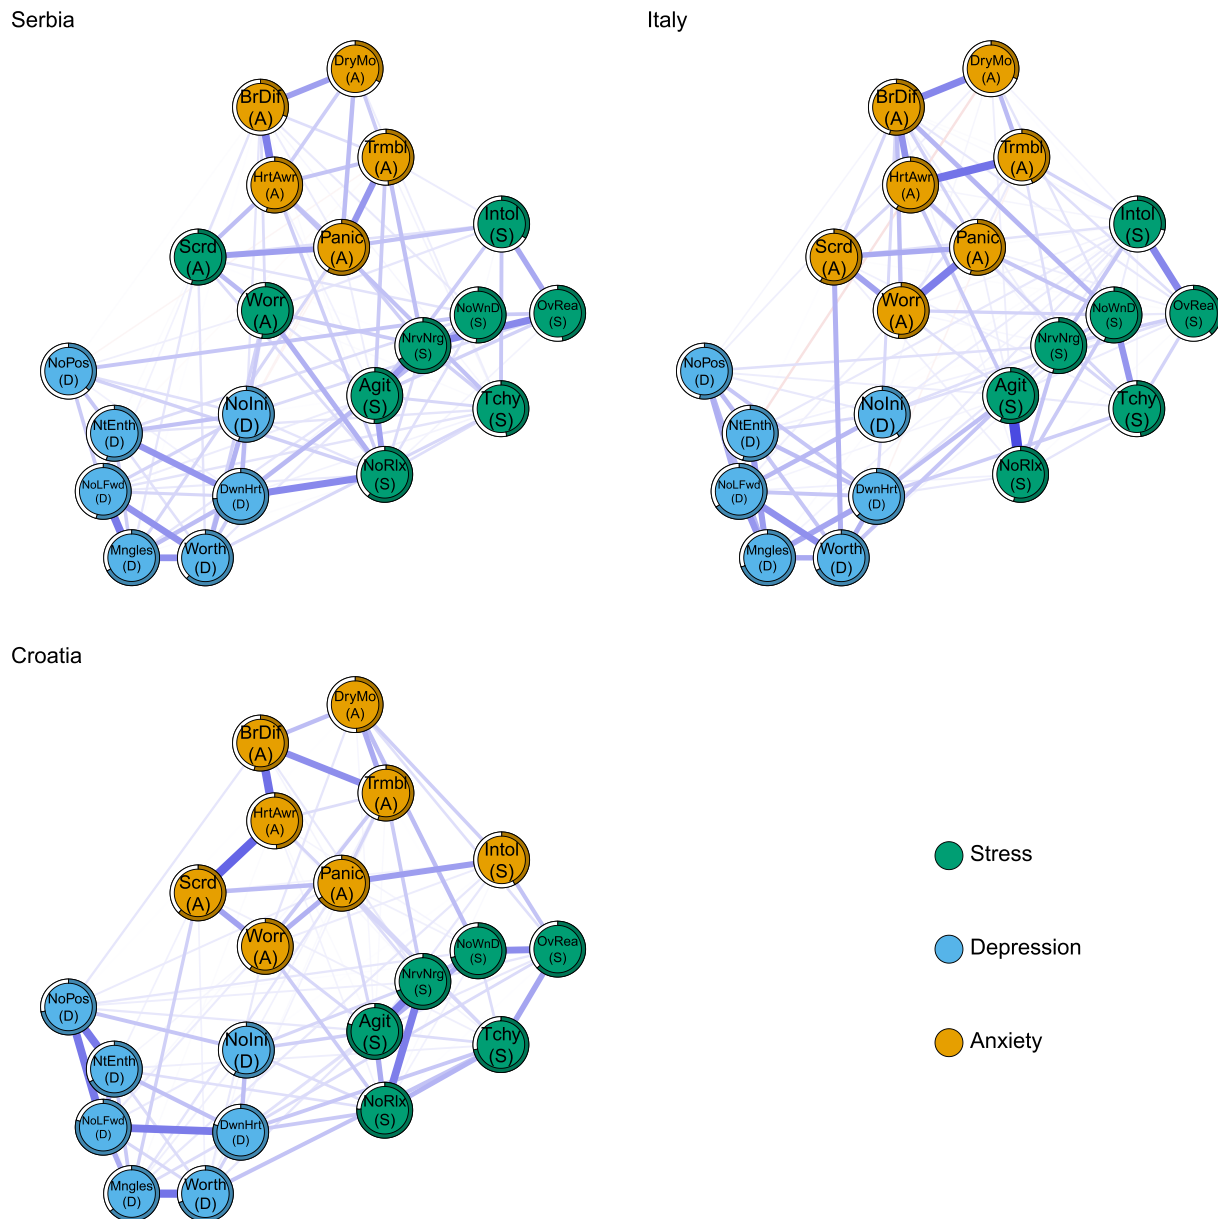 Serbia
DryMo
(A)
BrDif
(A)
Trmbl
(A)
HrtAwr
(A)
Intol
(S)
Panic
(A)
Scrd
(A)
Worr
(A)
NoWnD
(S)
OvRea
(S)
NrvNrg
(S)
NoPos
(D)
Agit
(S)
Tchy
(S)
NoIni
(D)
NtEnth
(D)
NoRlx
(S)
NoLFwd
(D)
DwnHrt
(D)
Mngles
(D)
Worth
(D)
Italy
DryMo
(A)
BrDif
(A)
Trmbl
(A)
HrtAwr
(A)
Intol
(S)
Panic
(A)
Scrd
(A)
Worr
(A)
NoWnD
(S)
OvRea
(S)
NrvNrg
(S)
NoPos
(D)
Agit
(S)
Tchy
(S)
NoIni
(D)
NtEnth
(D)
NoRlx
(S)
NoLFwd
(D)
DwnHrt
(D)
Mngles
(D)
Worth
(D)
Croatia
DryMo
(A)
BrDif
(A)
Trmbl
(A)
HrtAwr
(A)
Intol
(S)
Panic
(A)
Scrd
(A)
Worr
(A)
NoWnD
(S)
OvRea
(S)
NrvNrg
(S)
NoPos
(D)
Agit
(S)
Tchy
(S)
NoIni
(D)
NtEnth
(D)
NoRlx
(S)
NoLFwd
(D)
DwnHrt
(D)
Mngles
(D)
Worth
(D)
Stress
Depression
Anxiety